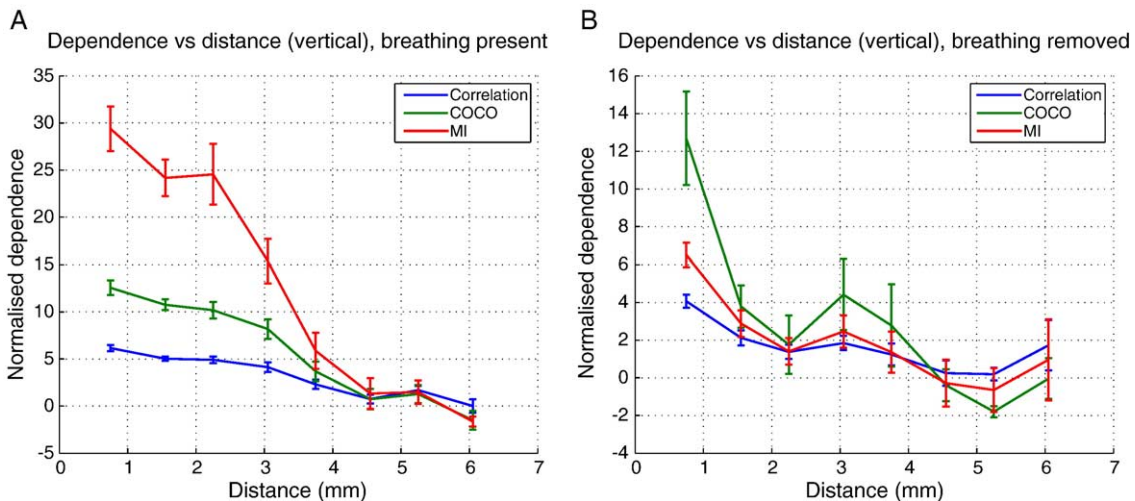 A
Dependence vs distance (vertical), breathing present
35
30
25
20
15
10
5
0
-5
Normalised dependence
Correlation
COCO
MI
0 1 2 3 4 5 6 7
Distance (mm)
B
Dependence vs distance (vertical), breathing removed
16
14
12
10
8
6
4
2
0
-2
-4
Normalised dependence
Correlation
COCO
MI
0 1 2 3 4 5 6 7
Distance (mm)